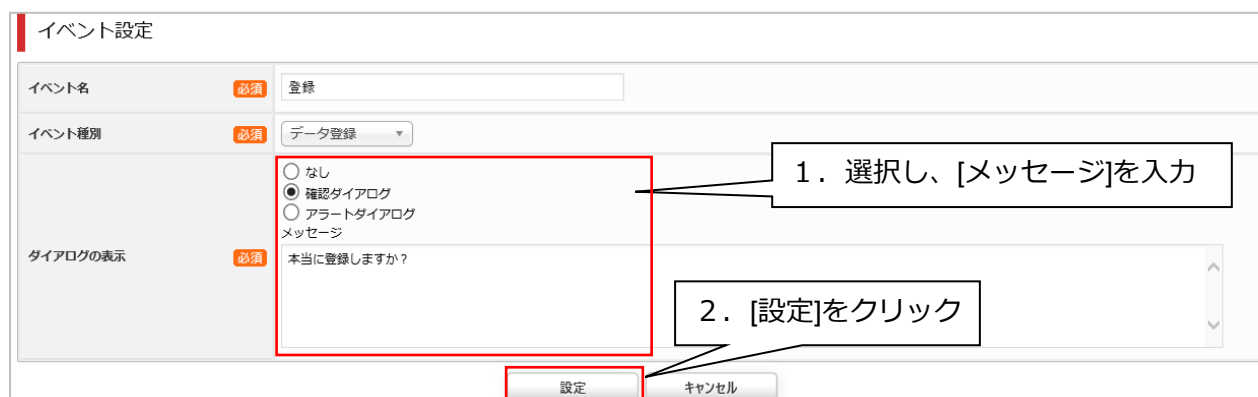 イベント設定
イベント名 必須 登録
イベント種別 必須 データ登録
なし
確認ダイアログ
アラートダイアログ
メッセージ
ダイアログの表示 必須 本当に登録しますか?
1．選択し、[メッセージ]を入力
2．[設定]をクリック
設定 キャンセル